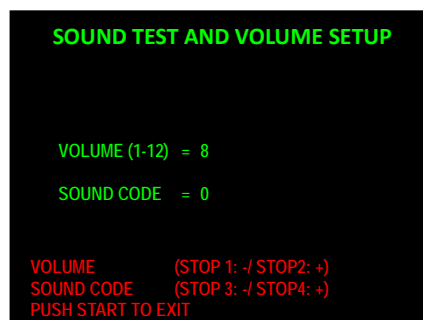 SOUND TEST AND VOLUME SETUP
VOLUME (1-12) = 8
SOUND CODE = 0
VOLUME (STOP 1: -/ STOP2: +)
SOUND CODE (STOP 3: -/ STOP4: +)
PUSH START TO EXIT